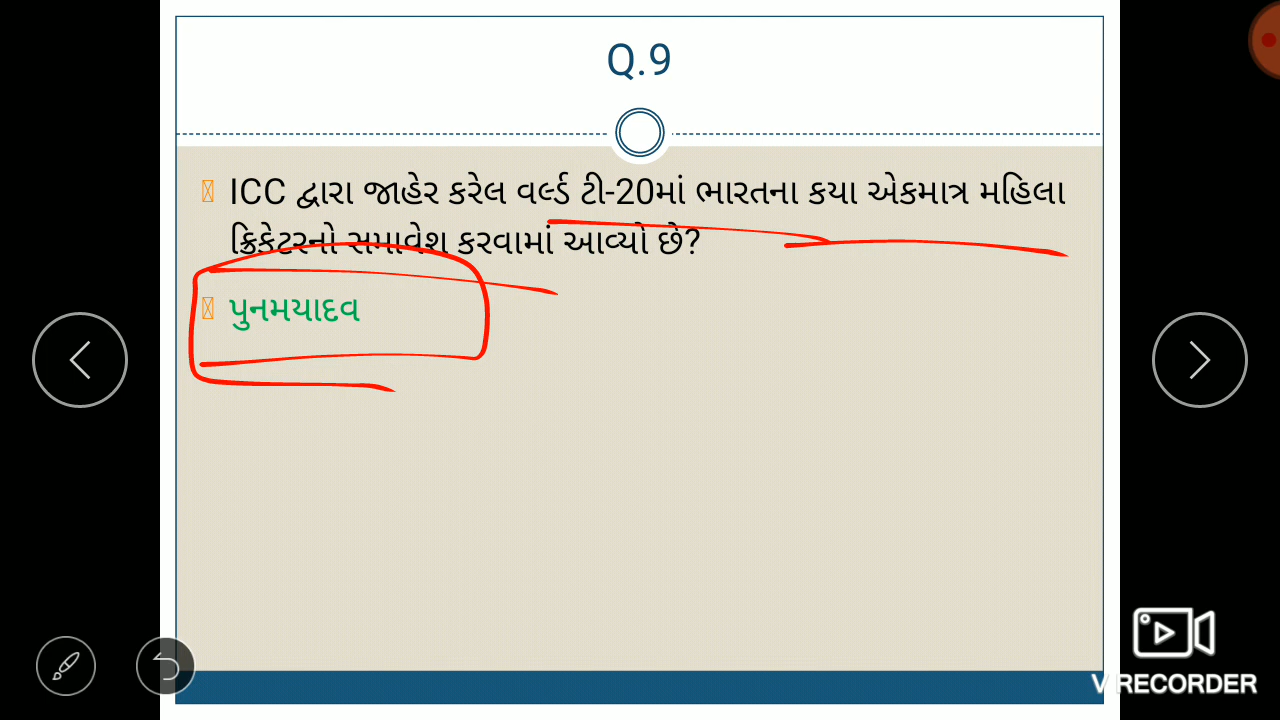 Q.9
ICC દ્વારા જાહેર કરેલ વર્લ્ડ ટી-20માં ભારતના કયા એકમાત્ર મહિલા
ક્રિકેટરનો સમાવેશ કરવામાં આવ્યો છે?
પુનમયાદવ
V RECORDER